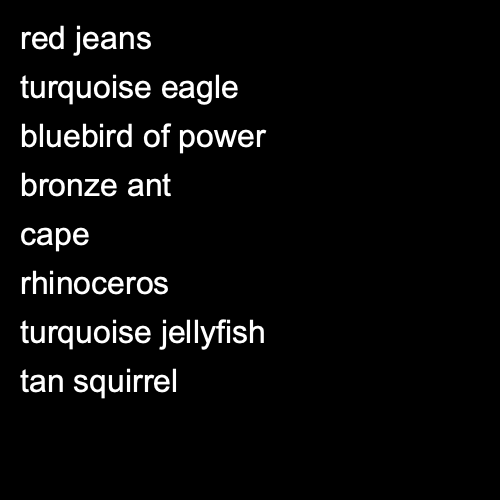 red jeans
turquoise eagle
bluebird of power
bronze ant
cape
rhinoceros
turquoise jellyfish
tan squirrel